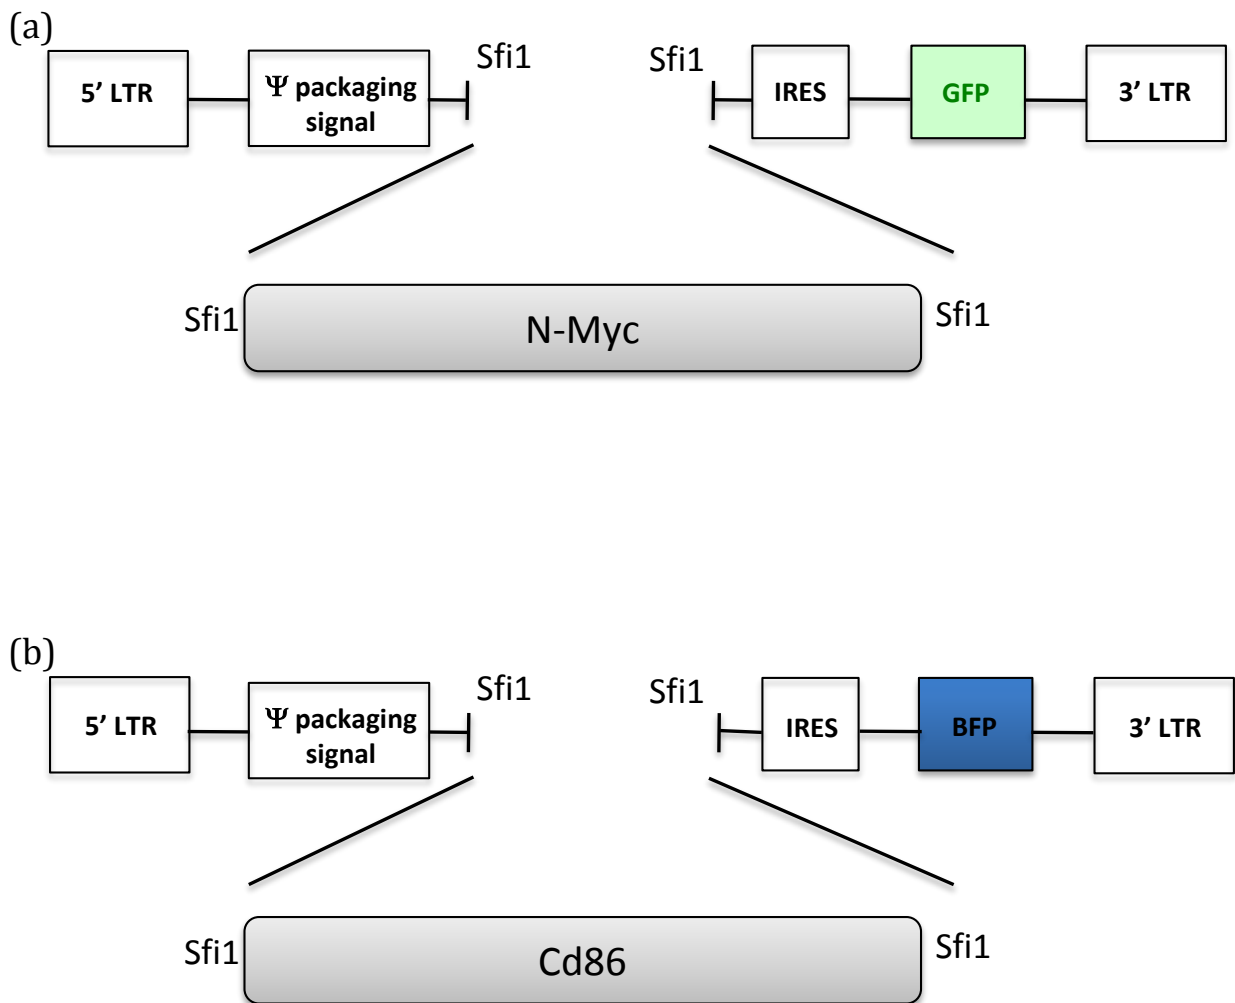 (a)
Sfi1
Sfi1
5' LTR
Ψ packaging
signal
IRES
GFP
3' LTR
Sfi1
N-Myc
Sfi1
(b)
Sfi1
Sfi1
5' LTR
Ψ packaging
signal
IRES
BFP
3' LTR
Sfi1
Cd86
Sfi1